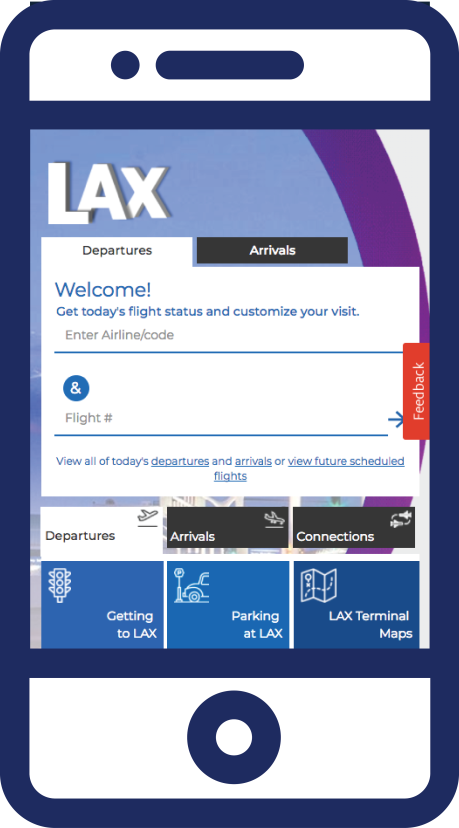 LAX
Departures
Arrivals
Welcome!
Get today's flight status and customize your visit.
Enter Airline/code
&
Flight #
Feedback
View all of today's departures and arrivals or view future scheduled
flights
Departures
Arrivals
Connections
Getting
to LAX
Parking
at LAX
LAX Terminal
Maps